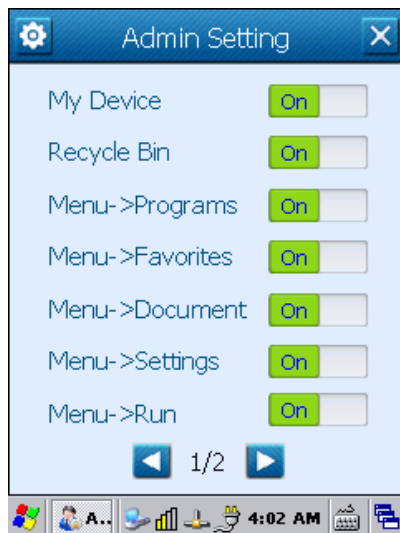 Admin Setting
My Device On
Recycle Bin On
Menu->Programs On
Menu->Favorites On
Menu->Document On
Menu->Settings On
Menu->Run On
1/2
A.. 4:02 AM